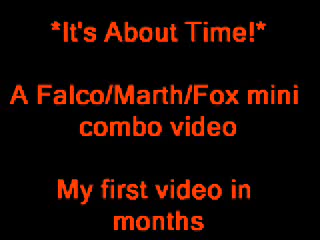 *It's About Time!*
A Falco/Marth/Fox mini
combo video
My first video in
months